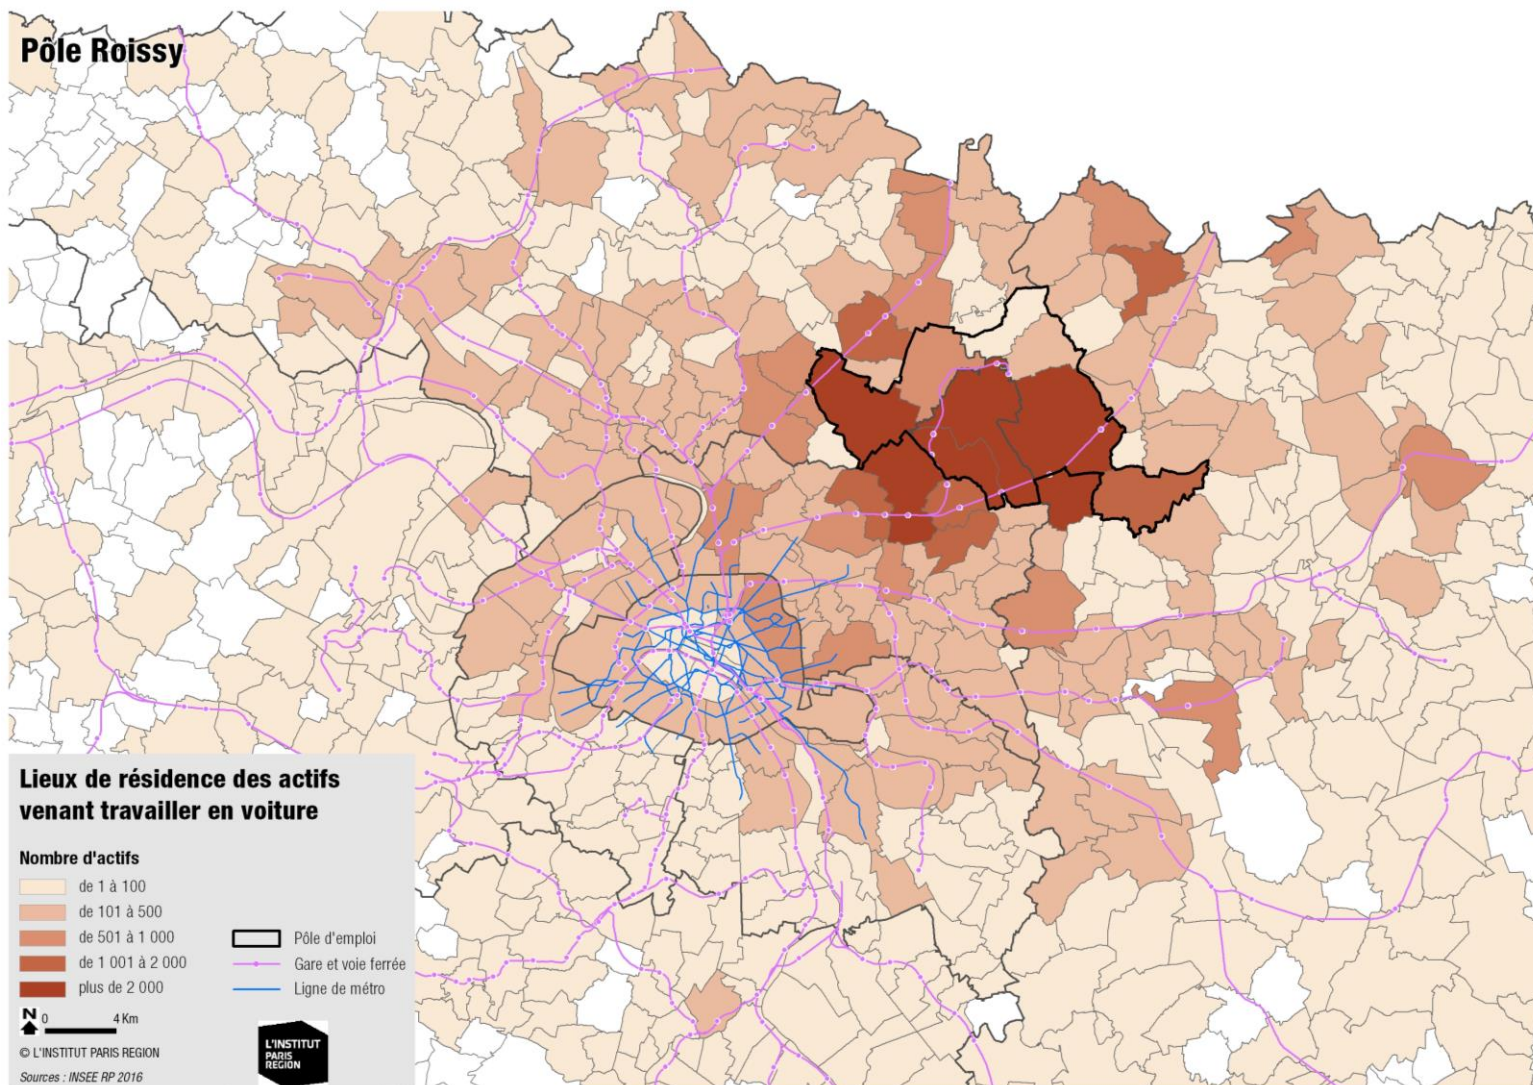 Pôle Roissy
Lieux de résidence des actifs
venant travailler en voiture
Nombre d'actifs
de 1 à 100
de 101 à 500
de 501 à 1 000
de 1 001 à 2 000
plus de 2 000
Pôle d'emploi
Gare et voie ferrée
Ligne de métro
N 0 4 Km
© L'INSTITUT PARIS REGION
Sources : INSEE RP 2016
L'INSTITUT
PARIS
REGION